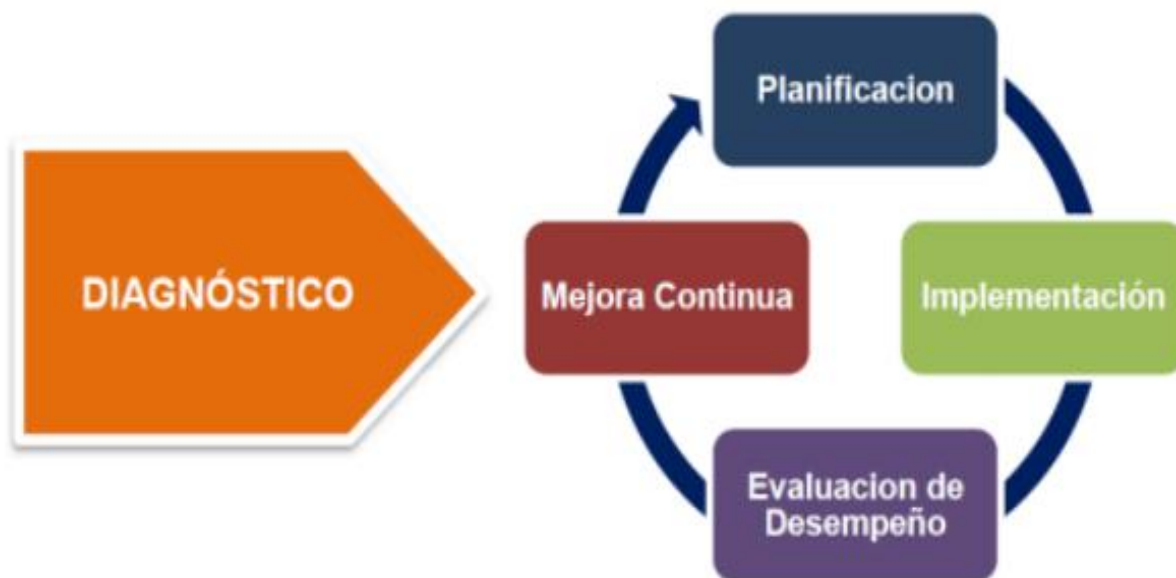 DIAGNÓSTICO
Planificacion
Implementación
Evaluacion de
Desempeño
Mejora Continua